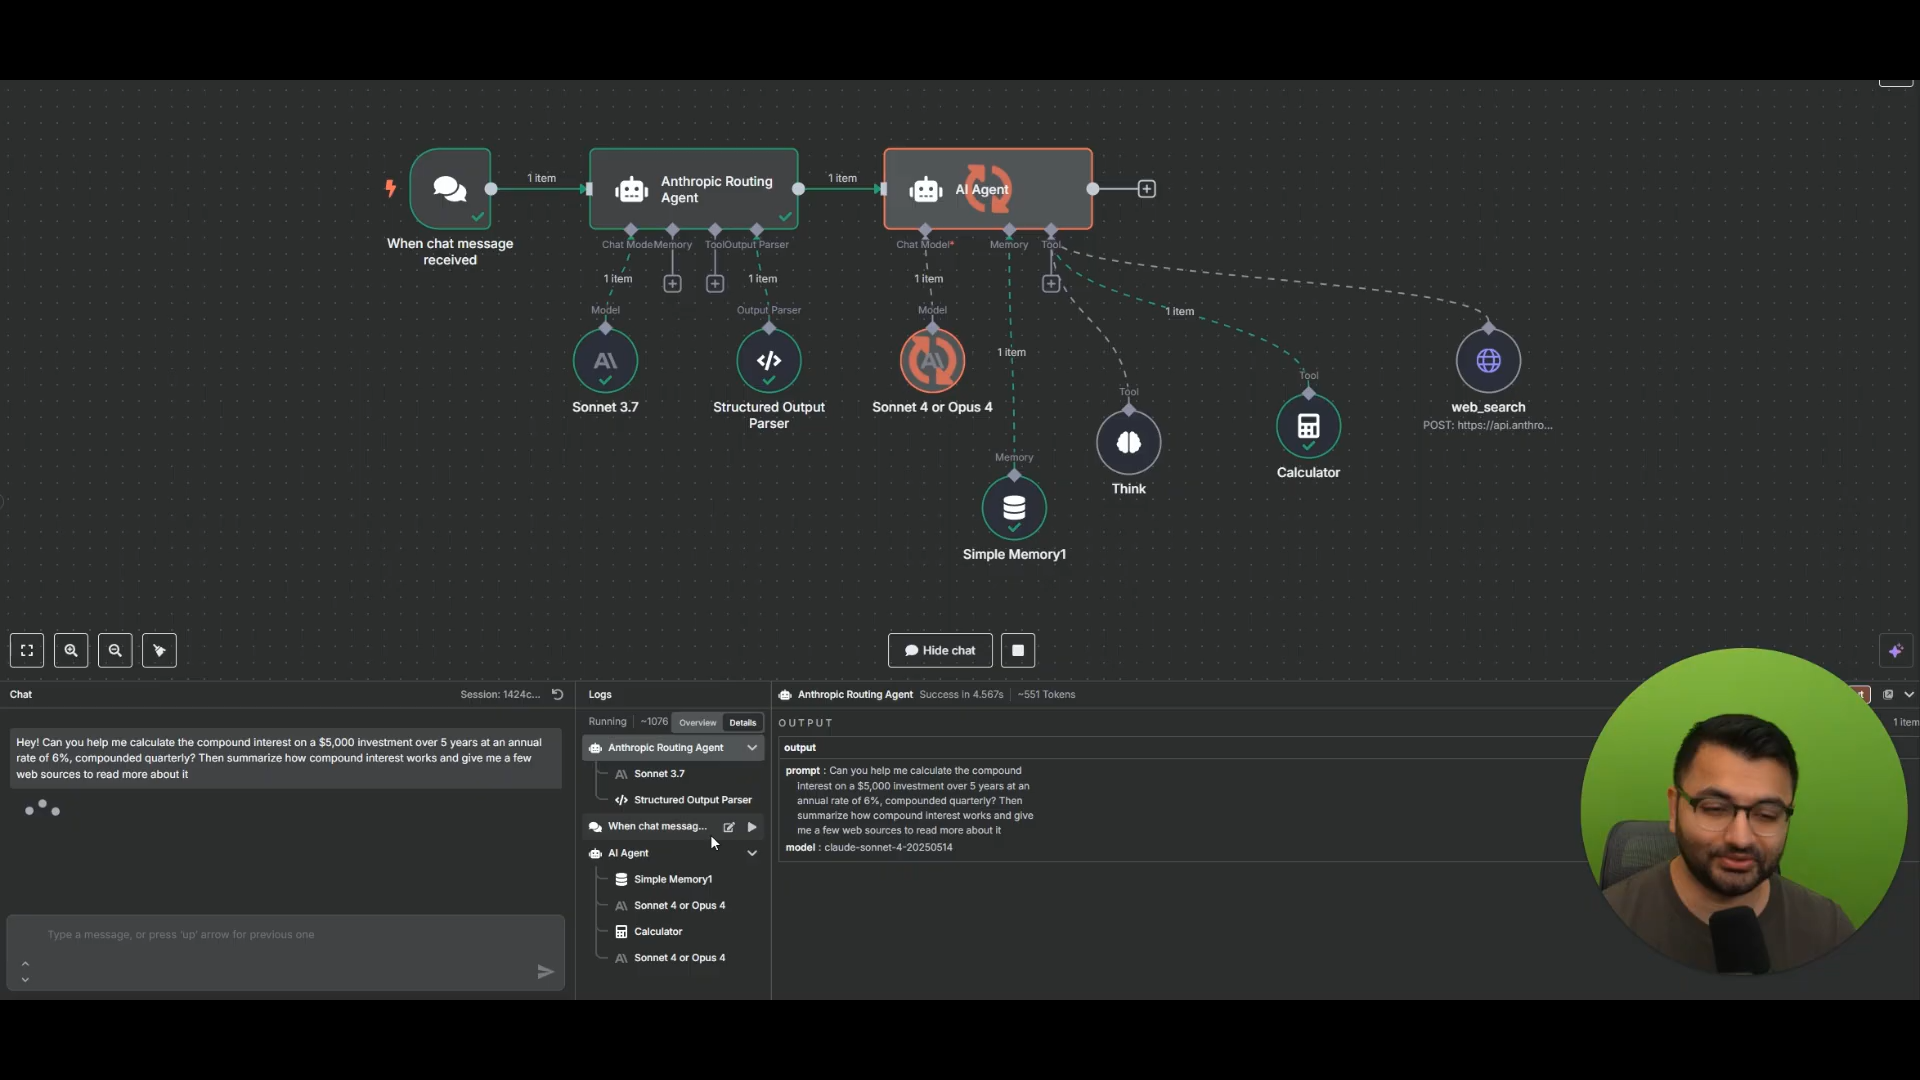 When chat message
received
1 item
Anthropic Routing
Agent
1 item
AI Agent
Chat Mode
Memory
Tool
Output Parser
Chat Model*
Memory
Tool
1 item
1 item
1 item
1 item
1 item
Model
Output Parser
Model
Tool
Tool
Memory
Sonnet 3.7
Structured Output
Parser
Sonnet 4 or Opus 4
Simple Memory1
Think
Calculator
web_search
POST: https://api.anthro...
Hide chat
Chat
Session: 1424c...
Hey! Can you help me calculate the compound interest on a $5,000 investment over 5 years at an annual
rate of 6%, compounded quarterly? Then summarize how compound interest works and give me a few
web sources to read more about it
Type a message, or press 'up' arrow for previous one
Logs
Running
~1076
Overview
Details
Anthropic Routing Agent
Sonnet 3.7
Structured Output Parser
When chat messag...
AI Agent
Simple Memory1
Sonnet 4 or Opus 4
Calculator
Sonnet 4 or Opus 4
Anthropic Routing Agent Success in 4.567s | ~551 Tokens
OUTPUT
1 item
output
prompt : Can you help me calculate the compound
interest on a $5,000 investment over 5 years at an
annual rate of 6%, compounded quarterly? Then
summarize how compound interest works and give
me a few web sources to read more about it
model : claude-sonnet-4-20250514